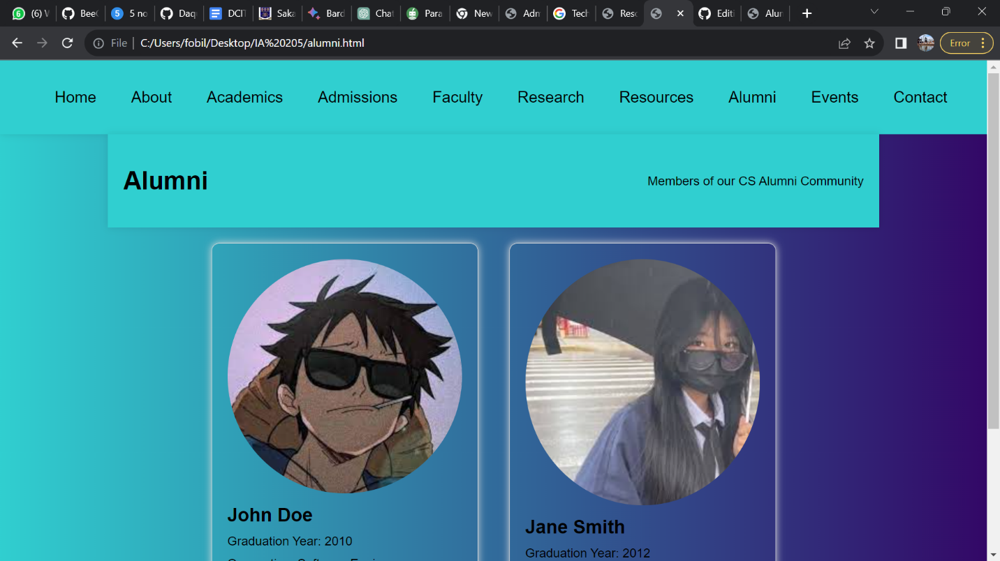 (6) W
BeeC
5 no
Daq
DCIT
Saka
Bard
Chat
Para
New
Adm
Tech
Reso
Editi
Alun
File
C:/Users/fobil/Desktop/IA%20205/alumni.html
Error
Home
About
Academics
Admissions
Faculty
Research
Resources
Alumni
Events
Contact
Alumni
Members of our CS Alumni Community
John Doe
Graduation Year: 2010
Jane Smith
Graduation Year: 2012